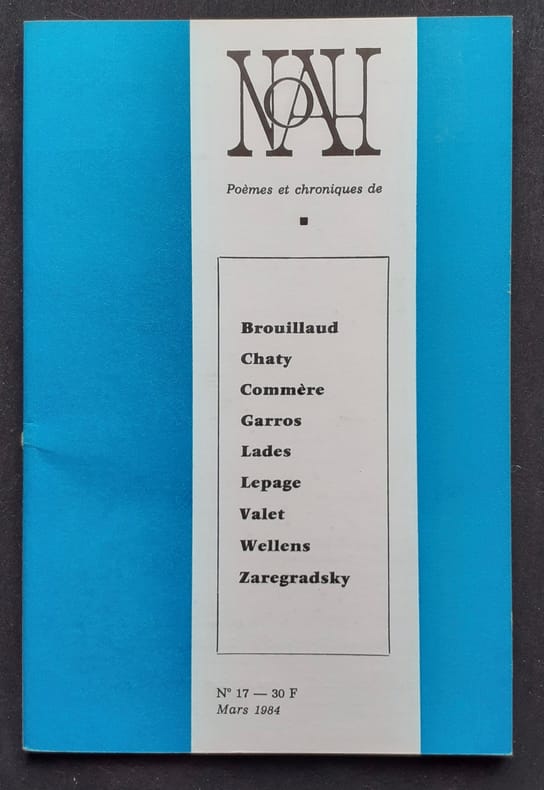 NOAH
Poèmes et chroniques de
Brouillaud
Chaty
Commère
Garros
Lades
Lepage
Valet
Wellens
Zaregradsky
N° 17 — 30 F
Mars 1984